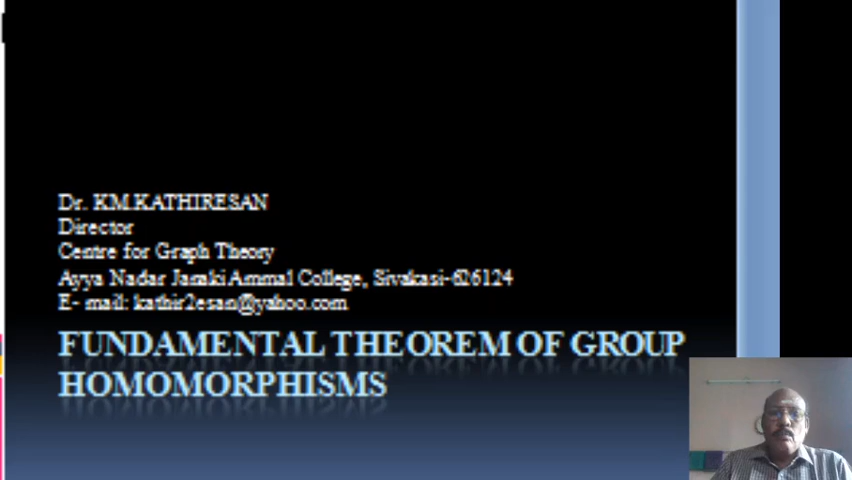 Dr. KM.KATHIRESAN
Director
Centre for Graph Theory
Ayya Nadar Janaki Ammal College, Sivakasi-626124
E- mail: kathir2esan@yahoo.com
FUNDAMENTAL THEOREM OF GROUP
HOMOMORPHISMS